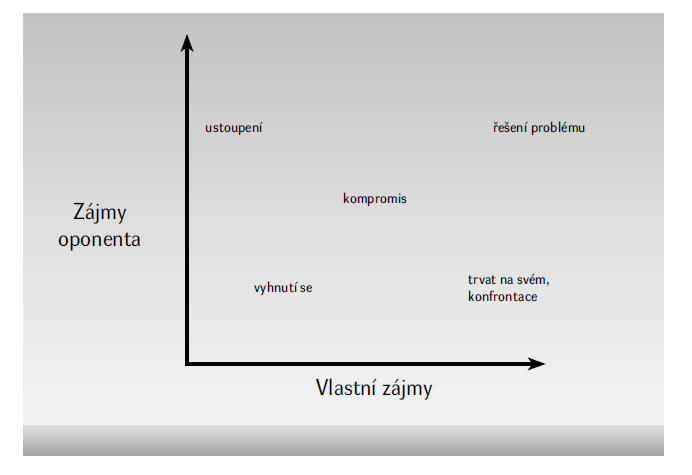 ustoupení
řešení problému
kompromis
Zájmy
oponenta
vyhnutí se
trvat na svém,
konfrontace
Vlastní zájmy